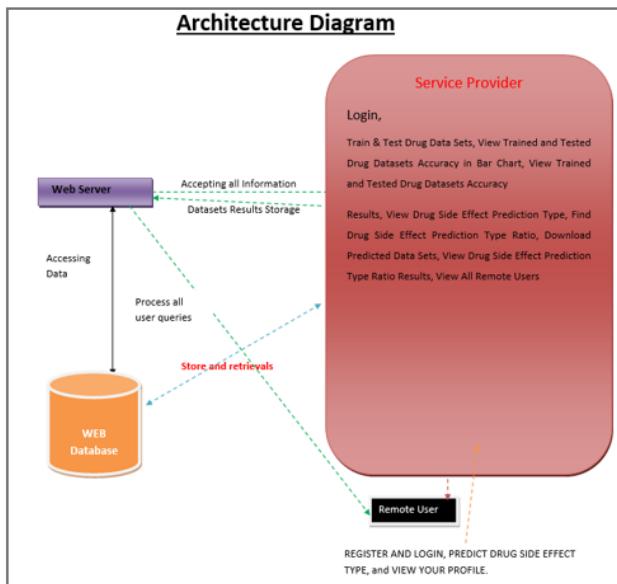 Architecture Diagram
Service Provider
Login,
Train & Test Drug Data Sets, View Trained and Tested
Drug Datasets Accuracy in Bar Chart, View Trained
and Tested Drug Datasets Accuracy
Results, View Drug Side Effect Prediction Type, Find
Drug Side Effect Prediction Type Ratio, Download
Predicted Data Sets, View Drug Side Effect Prediction
Type Ratio Results, View All Remote Users
Web Server
Accepting all Information
Datasets Results Storage
Accessing
Data
Process all
user queries
Store and retrievals
WEB
Database
Remote User
REGISTER AND LOGIN, PREDICT DRUG SIDE EFFECT
TYPE, and VIEW YOUR PROFILE.